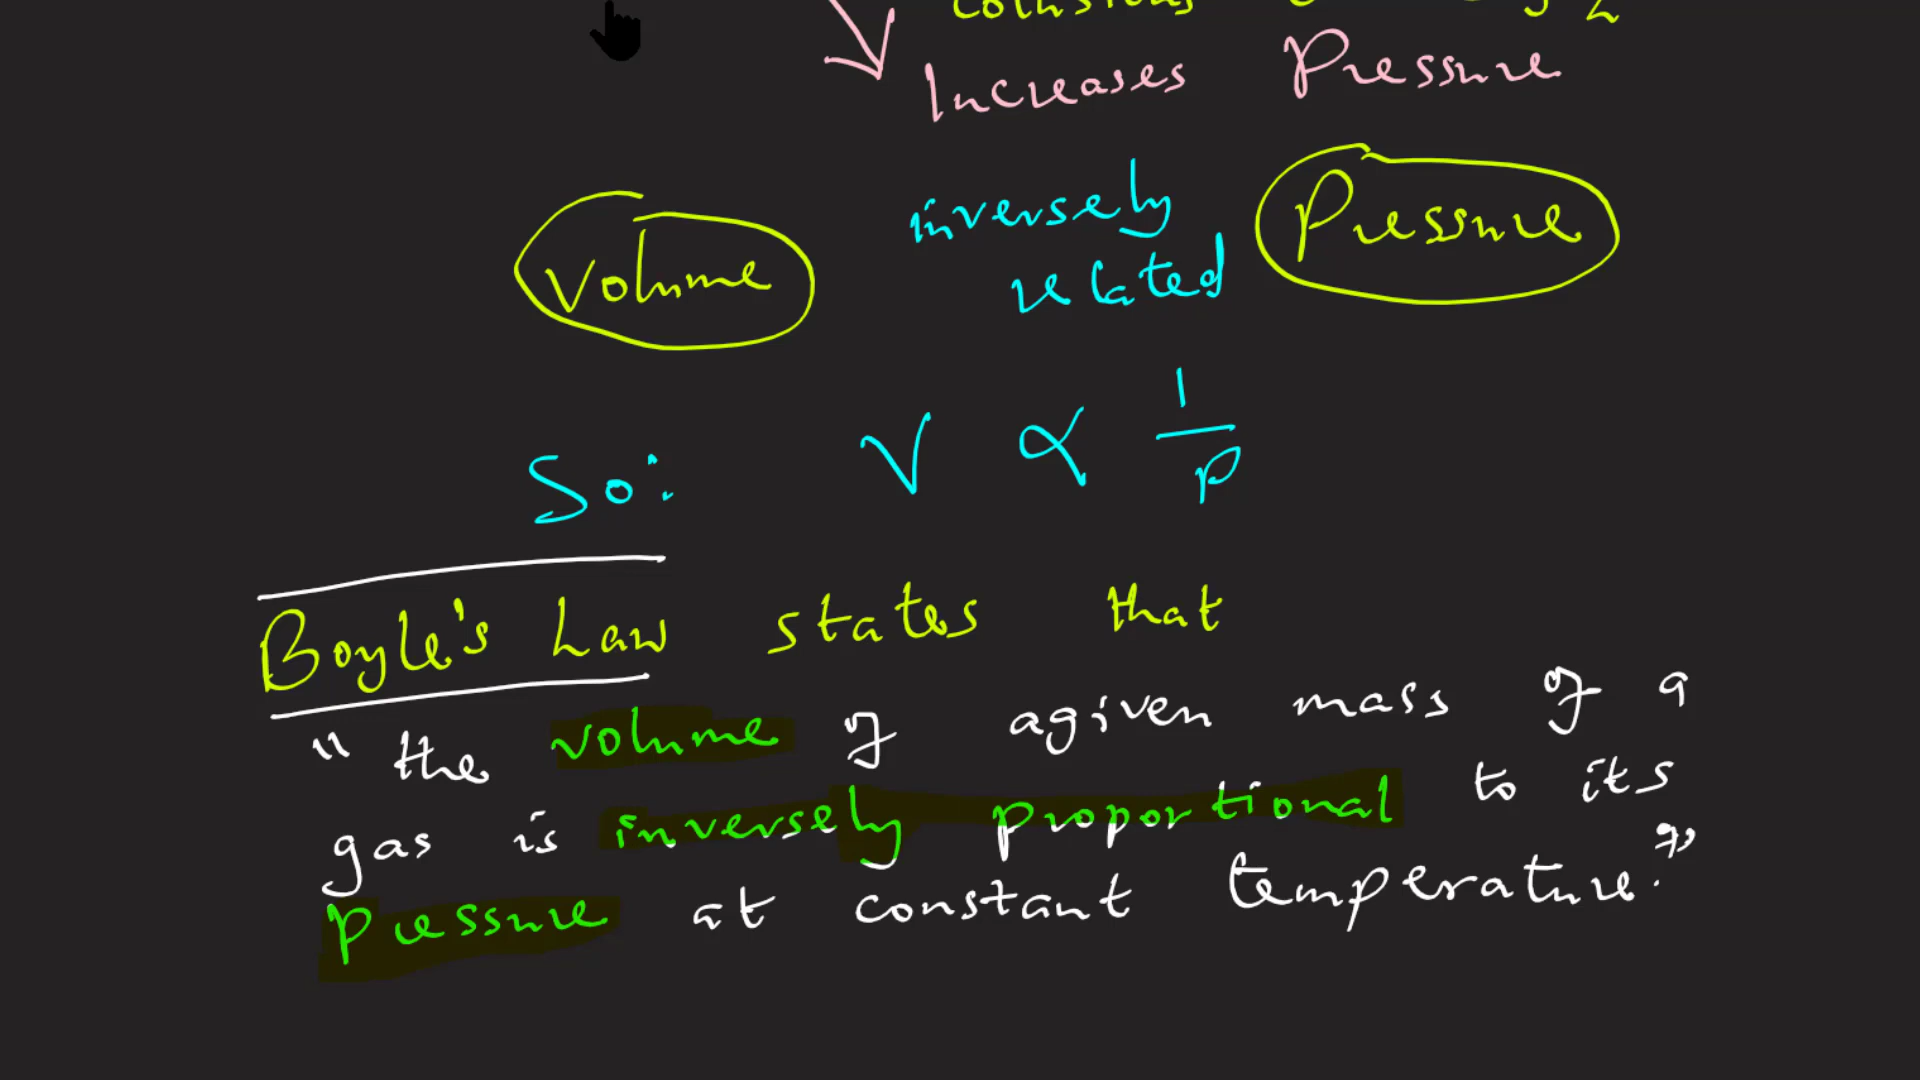 collisions
Increases Pressure
Volume inversely related Pressure
So: V ∝ 1/P
Boyle's Law states that
"the volume of a given mass of a
gas is inversely proportional to its
pressure at constant temperature."